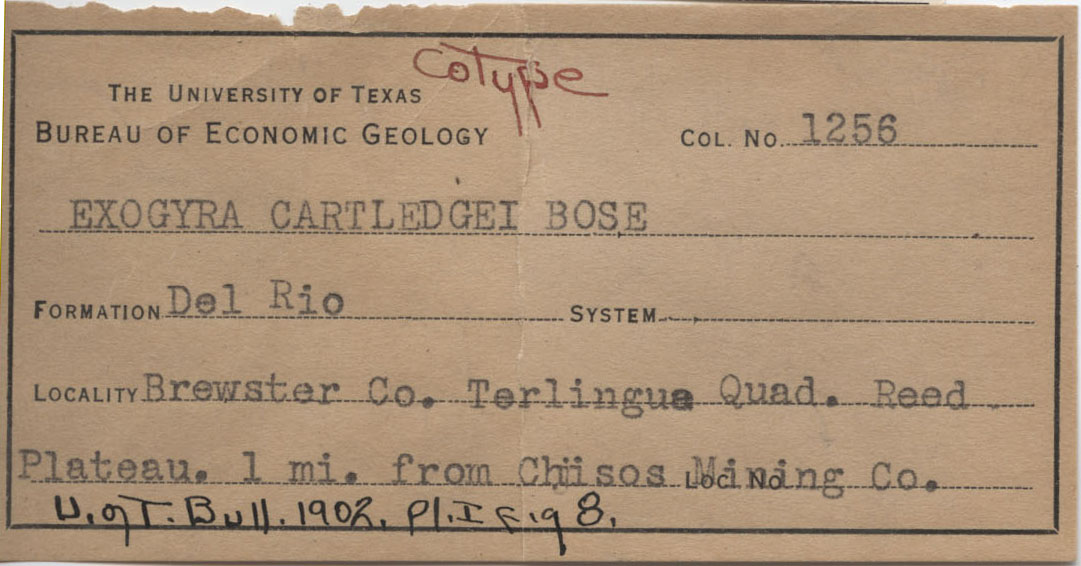 Cotype
THE UNIVERSITY OF TEXAS
BUREAU OF ECONOMIC GEOLOGY
COL. NO. 1256
EXOGYRA CARTLEDGEI BOSE
FORMATION Del Rio SYSTEM
LOCALITY Brewster Co. Terlingua Quad. Reed
Plateau. 1 mi. from Chisos Mining Co.
LOC. NO.
U. of T. Bull. 1902, Pl. I fig 8.